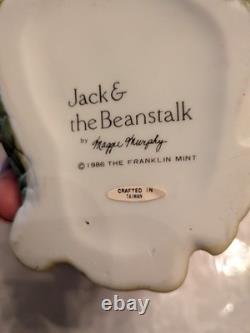 Jack &
the Beanstalk
by Maggie Murphy
©1986 THE FRANKLIN MINT
CRAFTED IN
TAIWAN